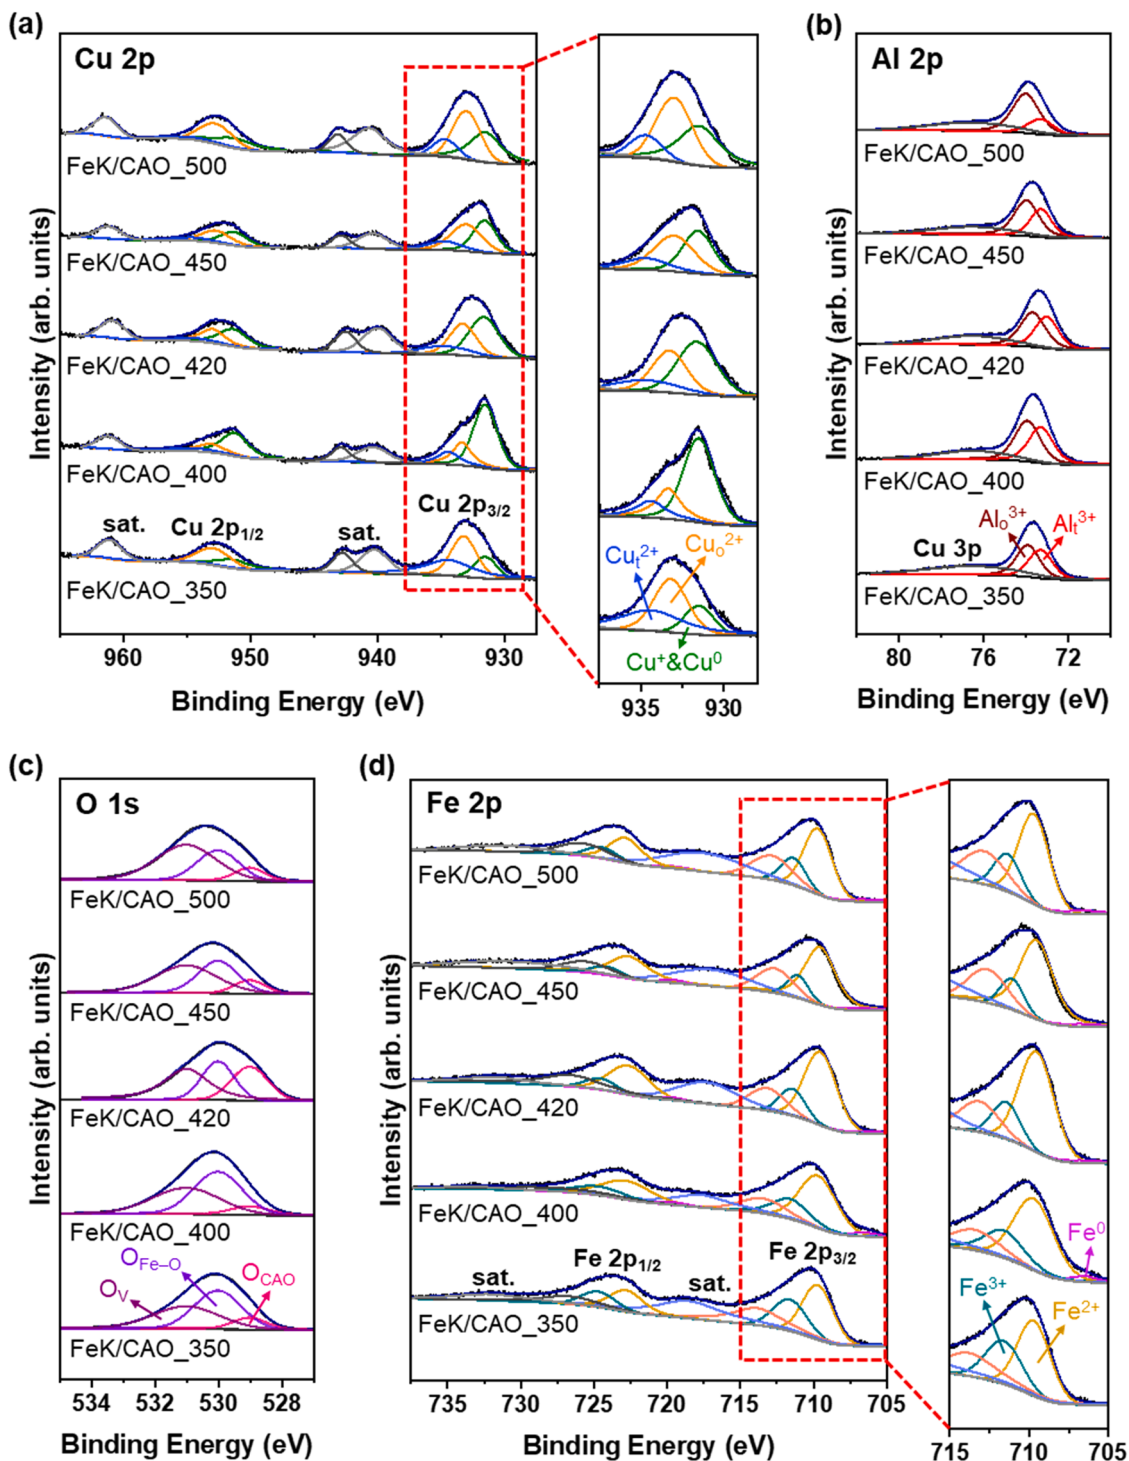 (a)
Cu 2p
FeK/CAO_500
FeK/CAO_450
FeK/CAO_420
FeK/CAO_400
sat.
Cu 2p1/2
sat.
Cu 2p3/2
FeK/CAO_350
960
950
940
930
Binding Energy (eV)
Intensity (arb. units)
Cut2+
Cuo2+
Cu+&Cu0
935
930
(b)
Al 2p
FeK/CAO_500
FeK/CAO_450
FeK/CAO_420
FeK/CAO_400
Cu 3p
Alo3+
Alt3+
FeK/CAO_350
80
76
72
Binding Energy (eV)
Intensity (arb. units)
(c)
O 1s
FeK/CAO_500
FeK/CAO_450
FeK/CAO_420
FeK/CAO_400
OV
OFe–O
OCAO
FeK/CAO_350
534
531
528
Binding Energy (eV)
Intensity (arb. units)
(d)
Fe 2p
FeK/CAO_500
FeK/CAO_450
FeK/CAO_420
FeK/CAO_400
sat.
Fe 2p1/2
sat.
Fe 2p3/2
FeK/CAO_350
735
730
725
720
715
710
705
Binding Energy (eV)
Intensity (arb. units)
Fe0
Fe3+
Fe2+
715
710
705